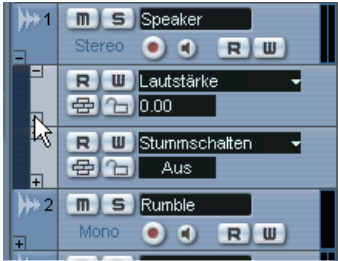 1 M S Speaker
Stereo R W
R W Lautstärke
0.00
R W Stummschalten
Aus
2 M S Rumble
Mono R W